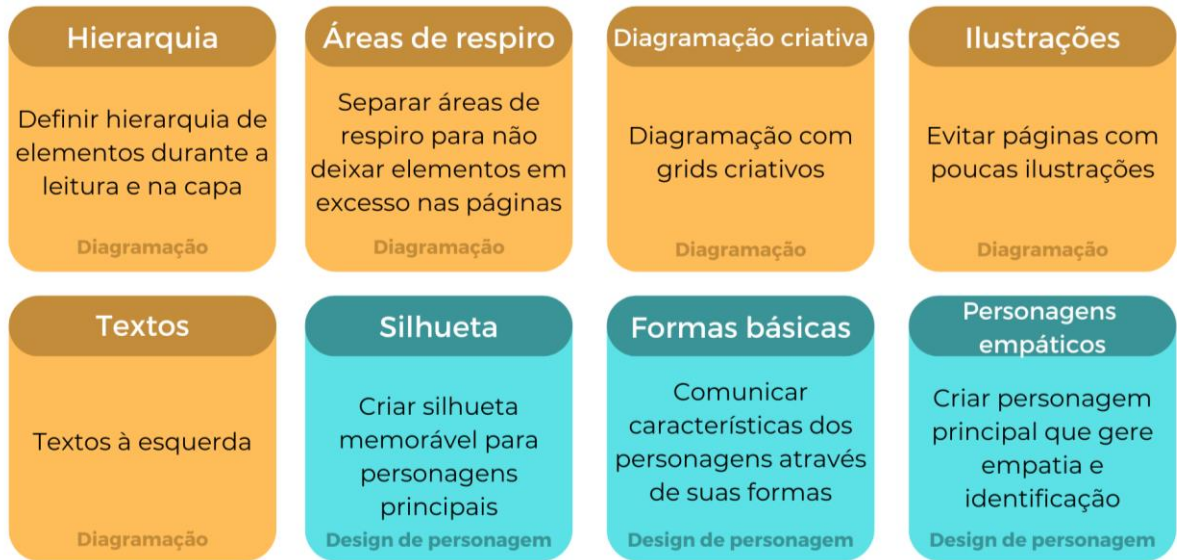 Hierarquia
Definir hierarquia de
elementos durante a
leitura e na capa
Diagramação
Áreas de respiro
Separar áreas de
respiro para não
deixar elementos em
excesso nas páginas
Diagramação
Diagramação criativa
Diagramação com
grids criativos
Diagramação
Ilustrações
Evitar páginas com
poucas ilustrações
Diagramação
Textos
Textos à esquerda
Diagramação
Silhueta
Criar silhueta
memorável para
personagens
principais
Design de personagem
Formas básicas
Comunicar
características dos
personagens através
de suas formas
Design de personagem
Personagens
empáticos
Criar personagem
principal que gere
empatia e
identificação
Design de personagem